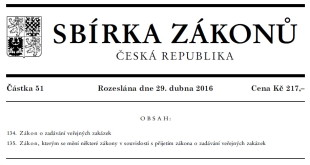 SBÍRKA ZÁKONŮ
ČESKÁ REPUBLIKA
Částka 51 Rozeslána dne 29. dubna 2016 Cena Kč 217,–
OBSAH:
134. Zákon o zadávání veřejných zakázek
135. Zákon, kterým se mění některé zákony v souvislosti s přijetím zákona o zadávání veřejných zakázek